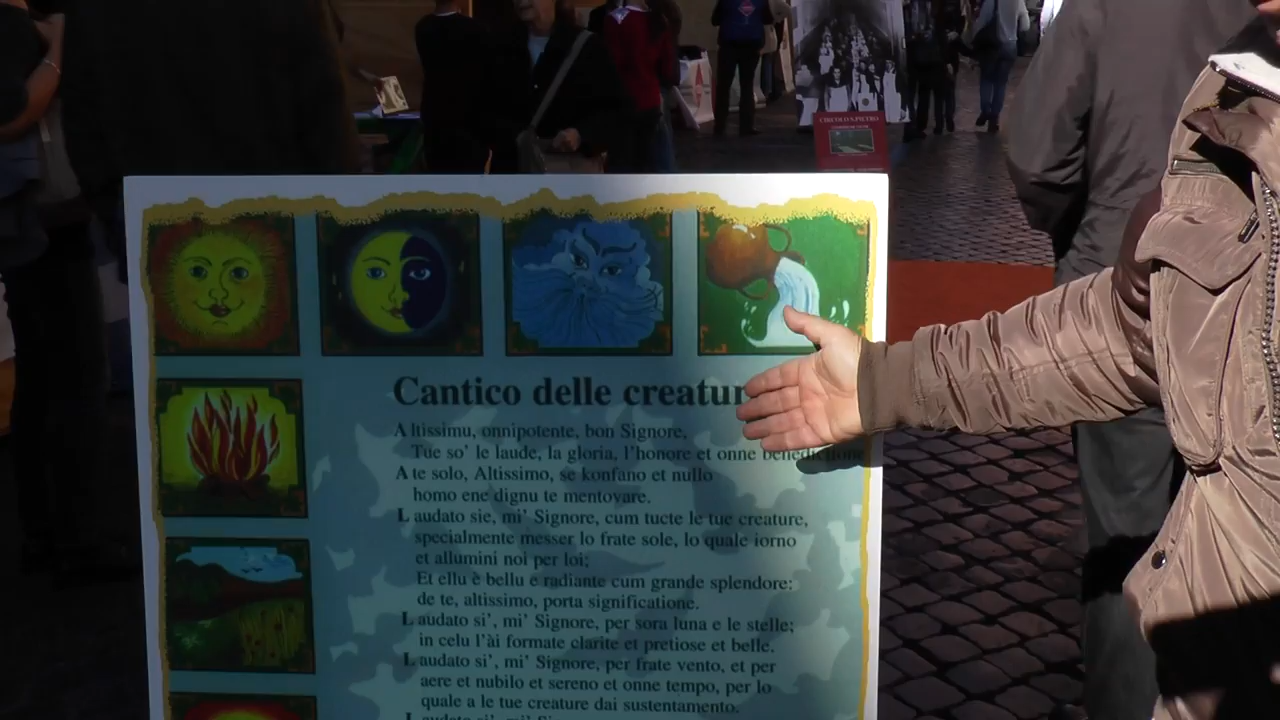 CIRCOLO S.PIETRO
Cantico delle creatur
Altissimu, onnipotente, bon Signore,
Tue so' le laude, la gloria, l'honore et onne benedictione
A te solo, Altissimo, se konfano et nullo
homo ene dignu te mentovare.
Laudato sie, mi' Signore, cum tucte le tue creature,
specialmente messer lo frate sole, lo quale iorno
et allumini noi per loi;
Et ellu è bellu e radiante cum grande splendore:
de te, altissimo, porta significatione.
Laudato si', mi' Signore, per sora luna e le stelle;
in celu l'ài formate clarite et pretiose et belle.
Laudato si', mi' Signore, per frate vento, et per
aere et nubilo et sereno et onne tempo, per lo
quale a le tue creature dai sustentamento.